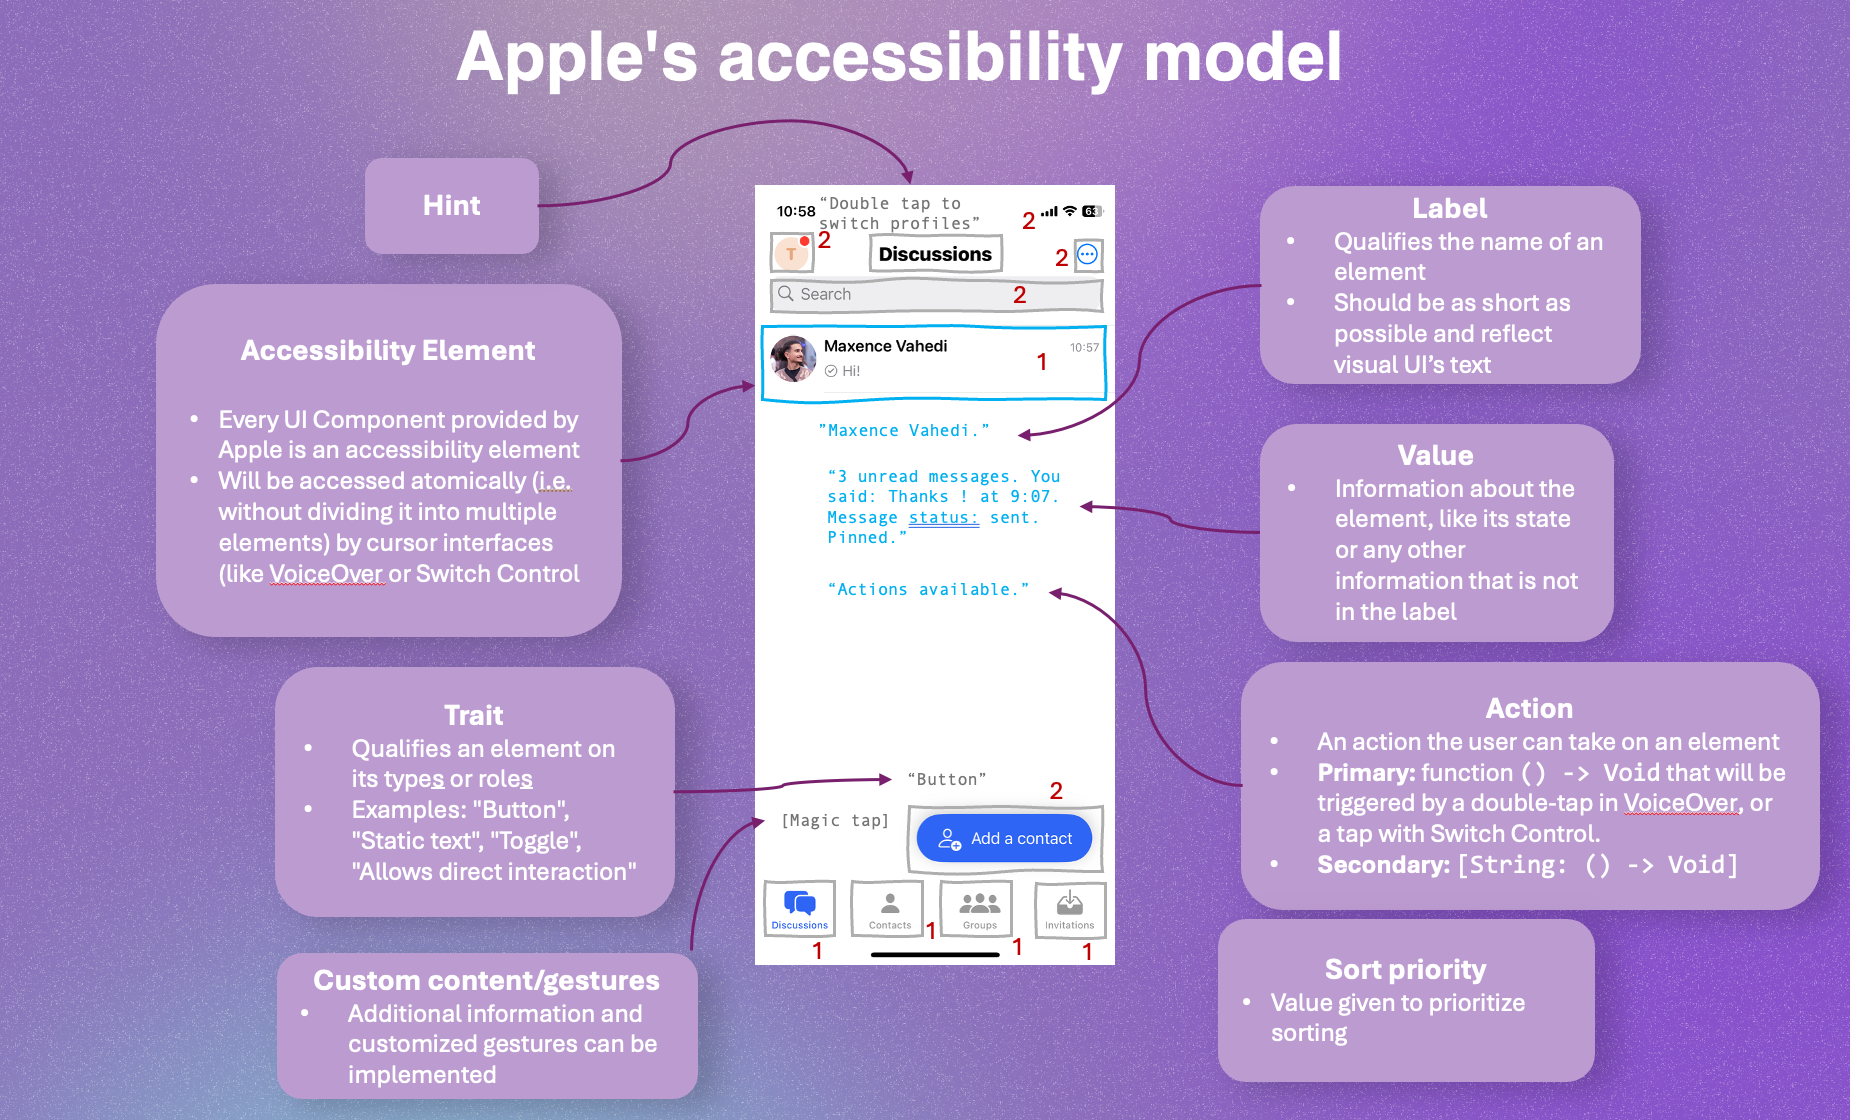 Apple's accessibility model
Hint
Accessibility Element
• Every UI Component provided by
Apple is an accessibility element
• Will be accessed atomically (i.e.
without dividing it into multiple
elements) by cursor interfaces
(like VoiceOver or Switch Control
Trait
• Qualifies an element on
its types or roles
• Examples: "Button",
"Static text", "Toggle",
"Allows direct interaction"
Custom content/gestures
• Additional information and
customized gestures can be
implemented
10:58
“Double tap to
switch profiles”
2
63
T
2
Discussions
2
Search
2
Maxence Vahedi
10:57
Hi!
1
”Maxence Vahedi.”
“3 unread messages. You
said: Thanks ! at 9:07.
Message status: sent.
Pinned.”
“Actions available.”
“Button”
2
[Magic tap]
Add a contact
Discussions
1
Contacts
1
Groups
1
Invitations
1
Label
• Qualifies the name of an
element
• Should be as short as
possible and reflect
visual UI’s text
Value
• Information about the
element, like its state
or any other
information that is not
in the label
Action
• An action the user can take on an element
• Primary: function () -> Void that will be
triggered by a double-tap in VoiceOver, or
a tap with Switch Control.
• Secondary: [String: () -> Void]
Sort priority
• Value given to prioritize
sorting